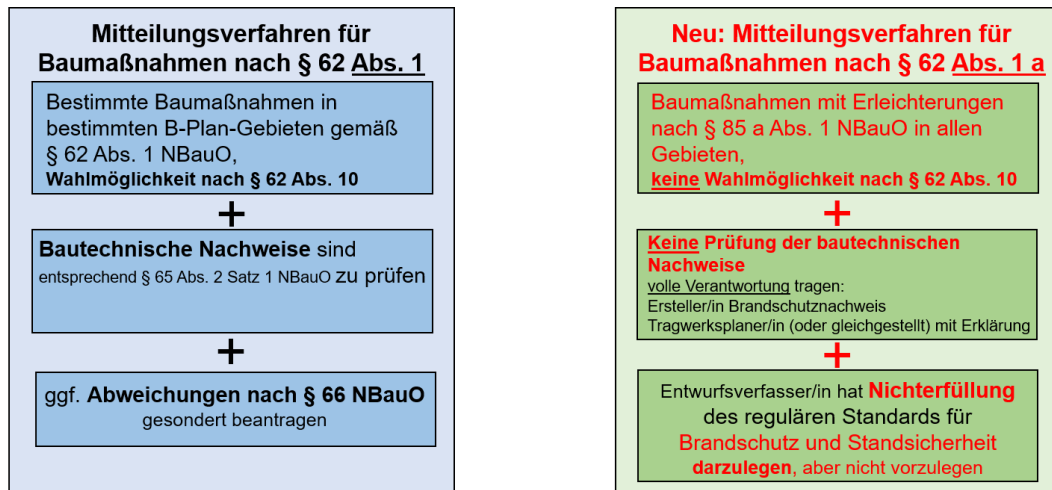 Mitteilungsverfahren für
Baumaßnahmen nach § 62 Abs. 1
Bestimmte Baumaßnahmen in
bestimmten B-Plan-Gebieten gemäß
§ 62 Abs. 1 NBauO,
Wahlmöglichkeit nach § 62 Abs. 10
+
Bautechnische Nachweise sind
entsprechend § 65 Abs. 2 Satz 1 NBauO zu prüfen
+
ggf. Abweichungen nach § 66 NBauO
gesondert beantragen
Neu: Mitteilungsverfahren für
Baumaßnahmen nach § 62 Abs. 1 a
Baumaßnahmen mit Erleichterungen
nach § 85 a Abs. 1 NBauO in allen
Gebieten,
keine Wahlmöglichkeit nach § 62 Abs. 10
+
Keine Prüfung der bautechnischen
Nachweise
volle Verantwortung tragen:
Ersteller/in Brandschutznachweis
Tragwerksplaner/in (oder gleichgestellt) mit Erklärung
+
Entwurfsverfasser/in hat Nichterfüllung
des regulären Standards für
Brandschutz und Standsicherheit
darzulegen, aber nicht vorzulegen